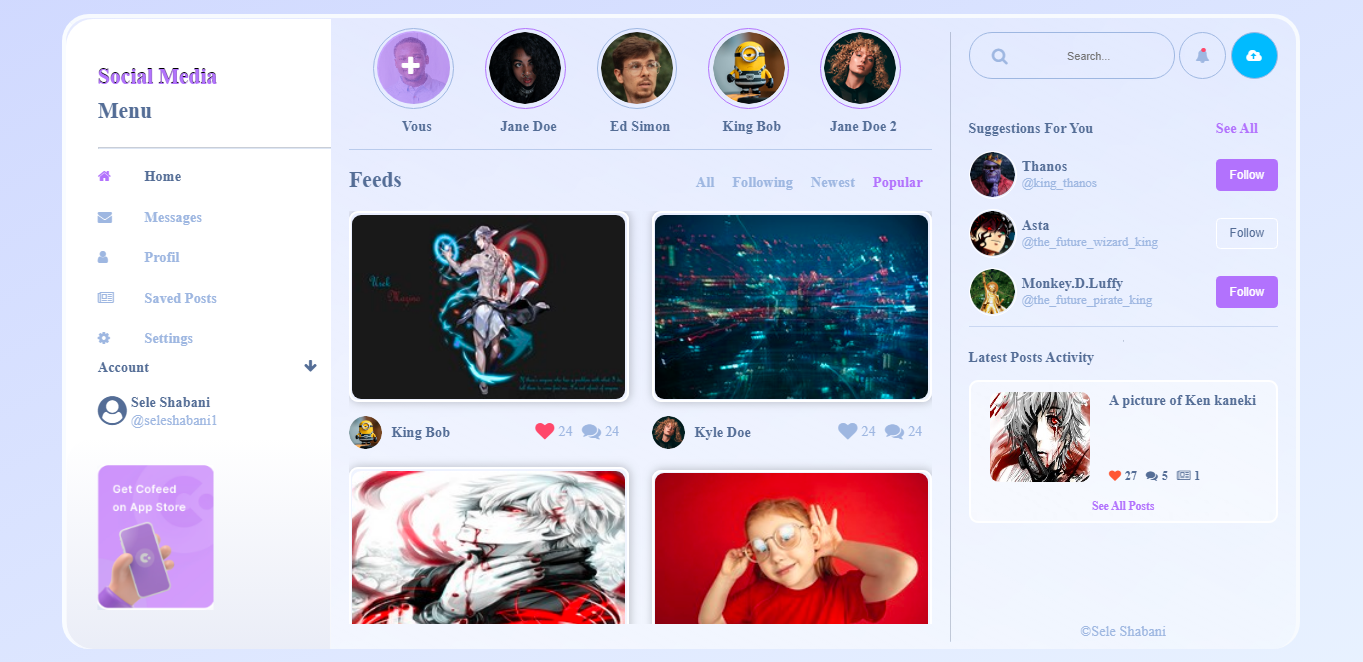 Social Media
Menu
Home
Messages
Profil
Saved Posts
Settings
Account
Sele Shabani
@seleshabani1
Get Cofeed
on App Store
Vous
Jane Doe
Ed Simon
King Bob
Jane Doe 2
Feeds
All Following Newest Popular
King Bob
24 24
Kyle Doe
24 24
Search...
Suggestions For You
See All
Thanos
@king_thanos
Follow
Asta
@the_future_wizard_king
Follow
Monkey.D.Luffy
@the_future_pirate_king
Follow
Latest Posts Activity
A picture of Ken kaneki
27 5 1
See All Posts
©Sele Shabani